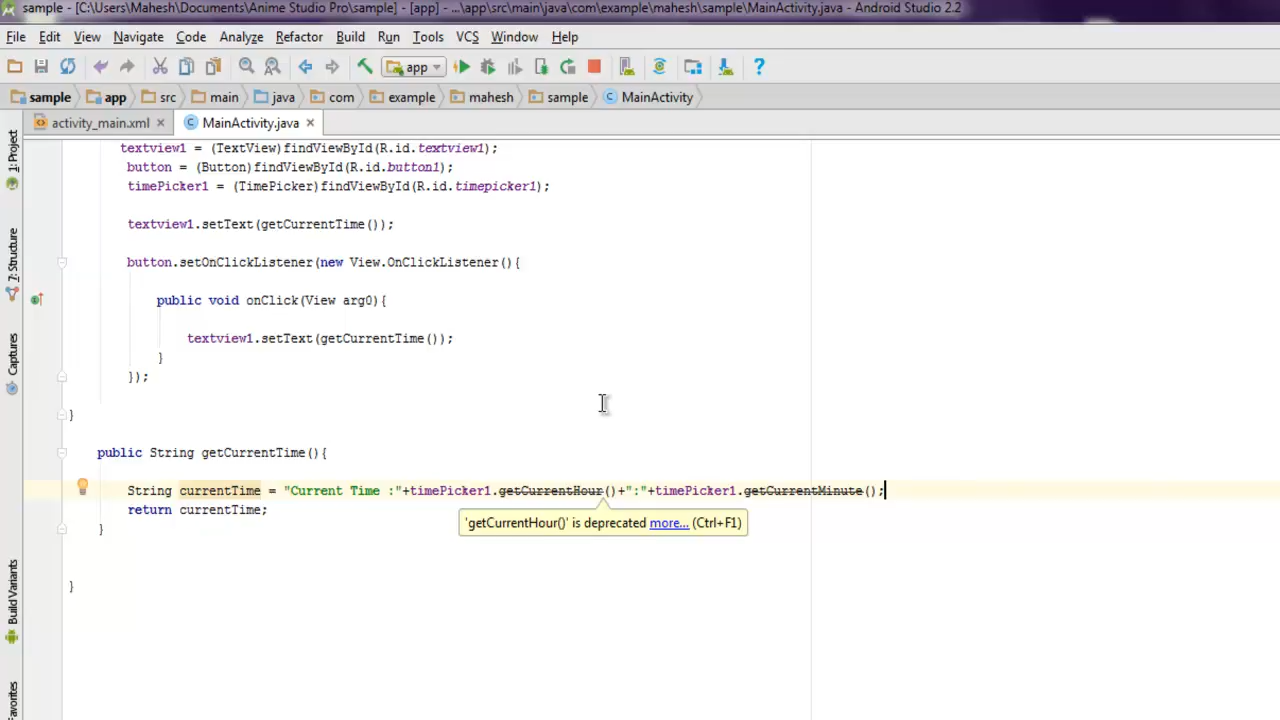 sample - [C:\Users\Mahesh\Documents\Anime Studio Pro\sample] - [app] - ...\app\src\main\java\com\example\mahesh\sample\MainActivity.java - Android Studio 2.2
File Edit View Navigate Code Analyze Refactor Build Run Tools VCS Window Help
app
sample app src main java com example mahesh sample MainActivity
activity_main.xml MainActivity.java
1: Project
7: Structure
Captures
Build Variants
Favorites
textview1 = (TextView)findViewById(R.id.textview1);
button = (Button)findViewById(R.id.button1);
timePicker1 = (TimePicker)findViewById(R.id.timepicker1);
textview1.setText(getCurrentTime());
button.setOnClickListener(new View.OnClickListener(){
public void onClick(View arg0){
textview1.setText(getCurrentTime());
}
});
}
public String getCurrentTime(){
String currentTime = "Current Time :"+timePicker1.getCurrentHour()+":"+timePicker1.getCurrentMinute();
return currentTime;
'getCurrentHour()' is deprecated more... (Ctrl+F1)
}
}